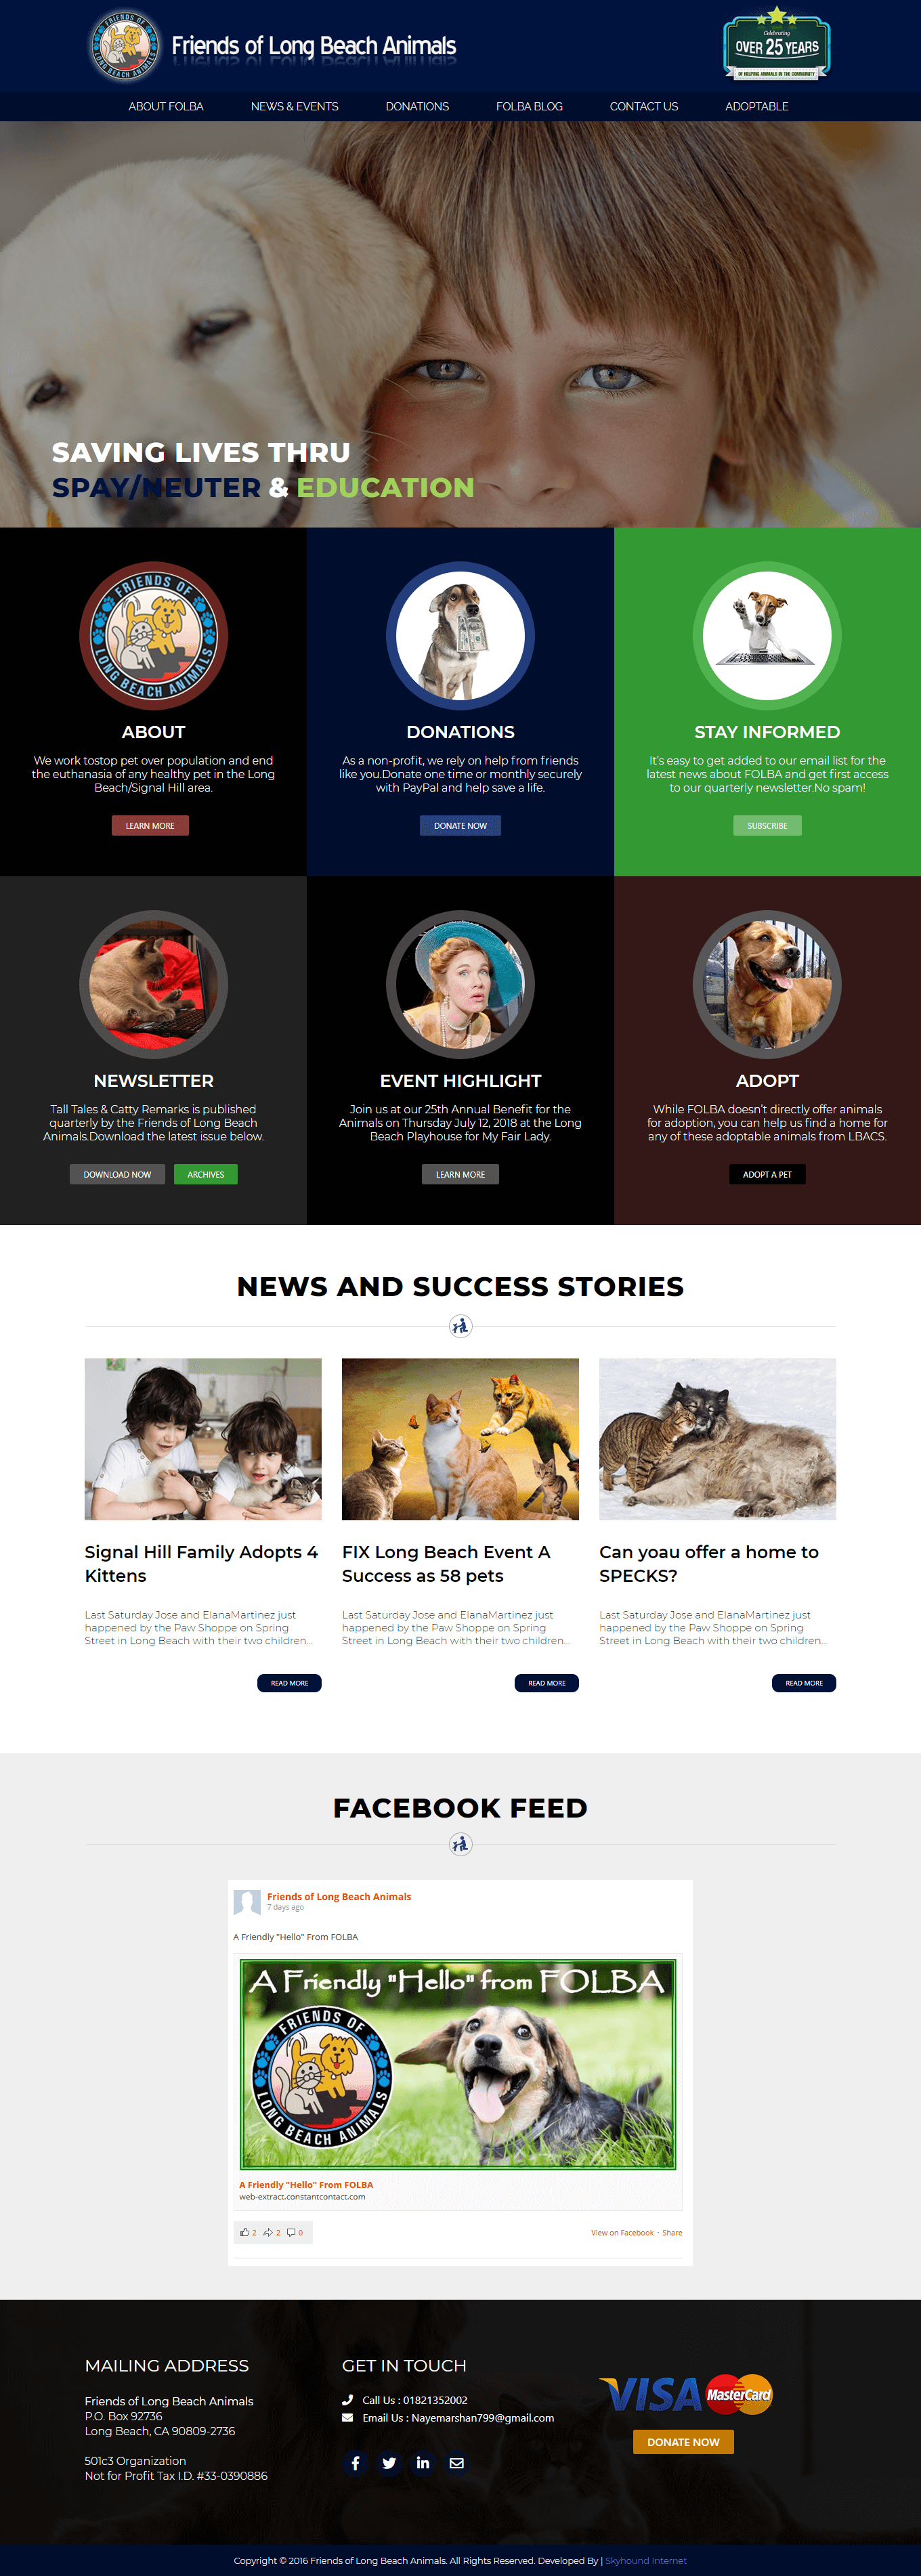 FRIENDS OF
LONG BEACH ANIMALS
Friends of Long Beach Animals
Celebrating
OVER 25 YEARS
OF HELPING ANIMALS IN THE COMMUNITY
ABOUT FOLBA NEWS & EVENTS DONATIONS FOLBA BLOG CONTACT US ADOPTABLE
SAVING LIVES THRU
SPAY/NEUTER & EDUCATION
FRIENDS OF
LONG BEACH ANIMALS
ABOUT
We work tostop pet over population and end
the euthanasia of any healthy pet in the Long
Beach/Signal Hill area.
LEARN MORE
DONATIONS
As a non-profit, we rely on help from friends
like you.Donate one time or monthly securely
with PayPal and help save a life.
DONATE NOW
STAY INFORMED
It's easy to get added to our email list for the
latest news about FOLBA and get first access
to our quarterly newsletter.No spam!
SUBSCRIBE
NEWSLETTER
Tall Tales & Catty Remarks is published
quarterly by the Friends of Long Beach
Animals.Download the latest issue below.
DOWNLOAD NOW ARCHIVES
EVENT HIGHLIGHT
Join us at our 25th Annual Benefit for the
Animals on Thursday July 12, 2018 at the Long
Beach Playhouse for My Fair Lady.
LEARN MORE
ADOPT
While FOLBA doesn't directly offer animals
for adoption, you can help us find a home for
any of these adoptable animals from LBACS.
ADOPT A PET
NEWS AND SUCCESS STORIES
Signal Hill Family Adopts 4
Kittens
Last Saturday Jose and ElanaMartinez just
happened by the Paw Shoppe on Spring
Street in Long Beach with their two children...
READ MORE
FIX Long Beach Event A
Success as 58 pets
Last Saturday Jose and ElanaMartinez just
happened by the Paw Shoppe on Spring
Street in Long Beach with their two children...
READ MORE
Can yoau offer a home to
SPECKS?
Last Saturday Jose and ElanaMartinez just
happened by the Paw Shoppe on Spring
Street in Long Beach with their two children...
READ MORE
FACEBOOK FEED
Friends of Long Beach Animals
7 days ago
A Friendly "Hello" From FOLBA
A Friendly "Hello" from FOLBA
FRIENDS OF
LONG BEACH ANIMALS
A Friendly "Hello" From FOLBA
web-extract.constantcontact.com
2 2 0 View on Facebook · Share
MAILING ADDRESS
Friends of Long Beach Animals
P.O. Box 92736
Long Beach, CA 90809-2736
501c3 Organization
Not for Profit Tax I.D. #33-0390886
GET IN TOUCH
Call Us : 01821352002
Email Us : Nayemarshan799@gmail.com
VISA MasterCard
DONATE NOW
Copyright © 2016 Friends of Long Beach Animals. All Rights Reserved. Developed By | Skyhound Internet